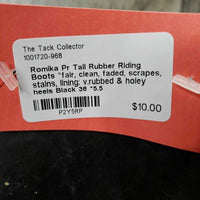 The Tack Collector
1001720-968
Romika Pr Tall Rubber Riding
Boots *fair, clean, faded, scrapes,
stains, lining: v.rubbed & holey
heels Black 36 *5.5
$10.00
P2Y5RP